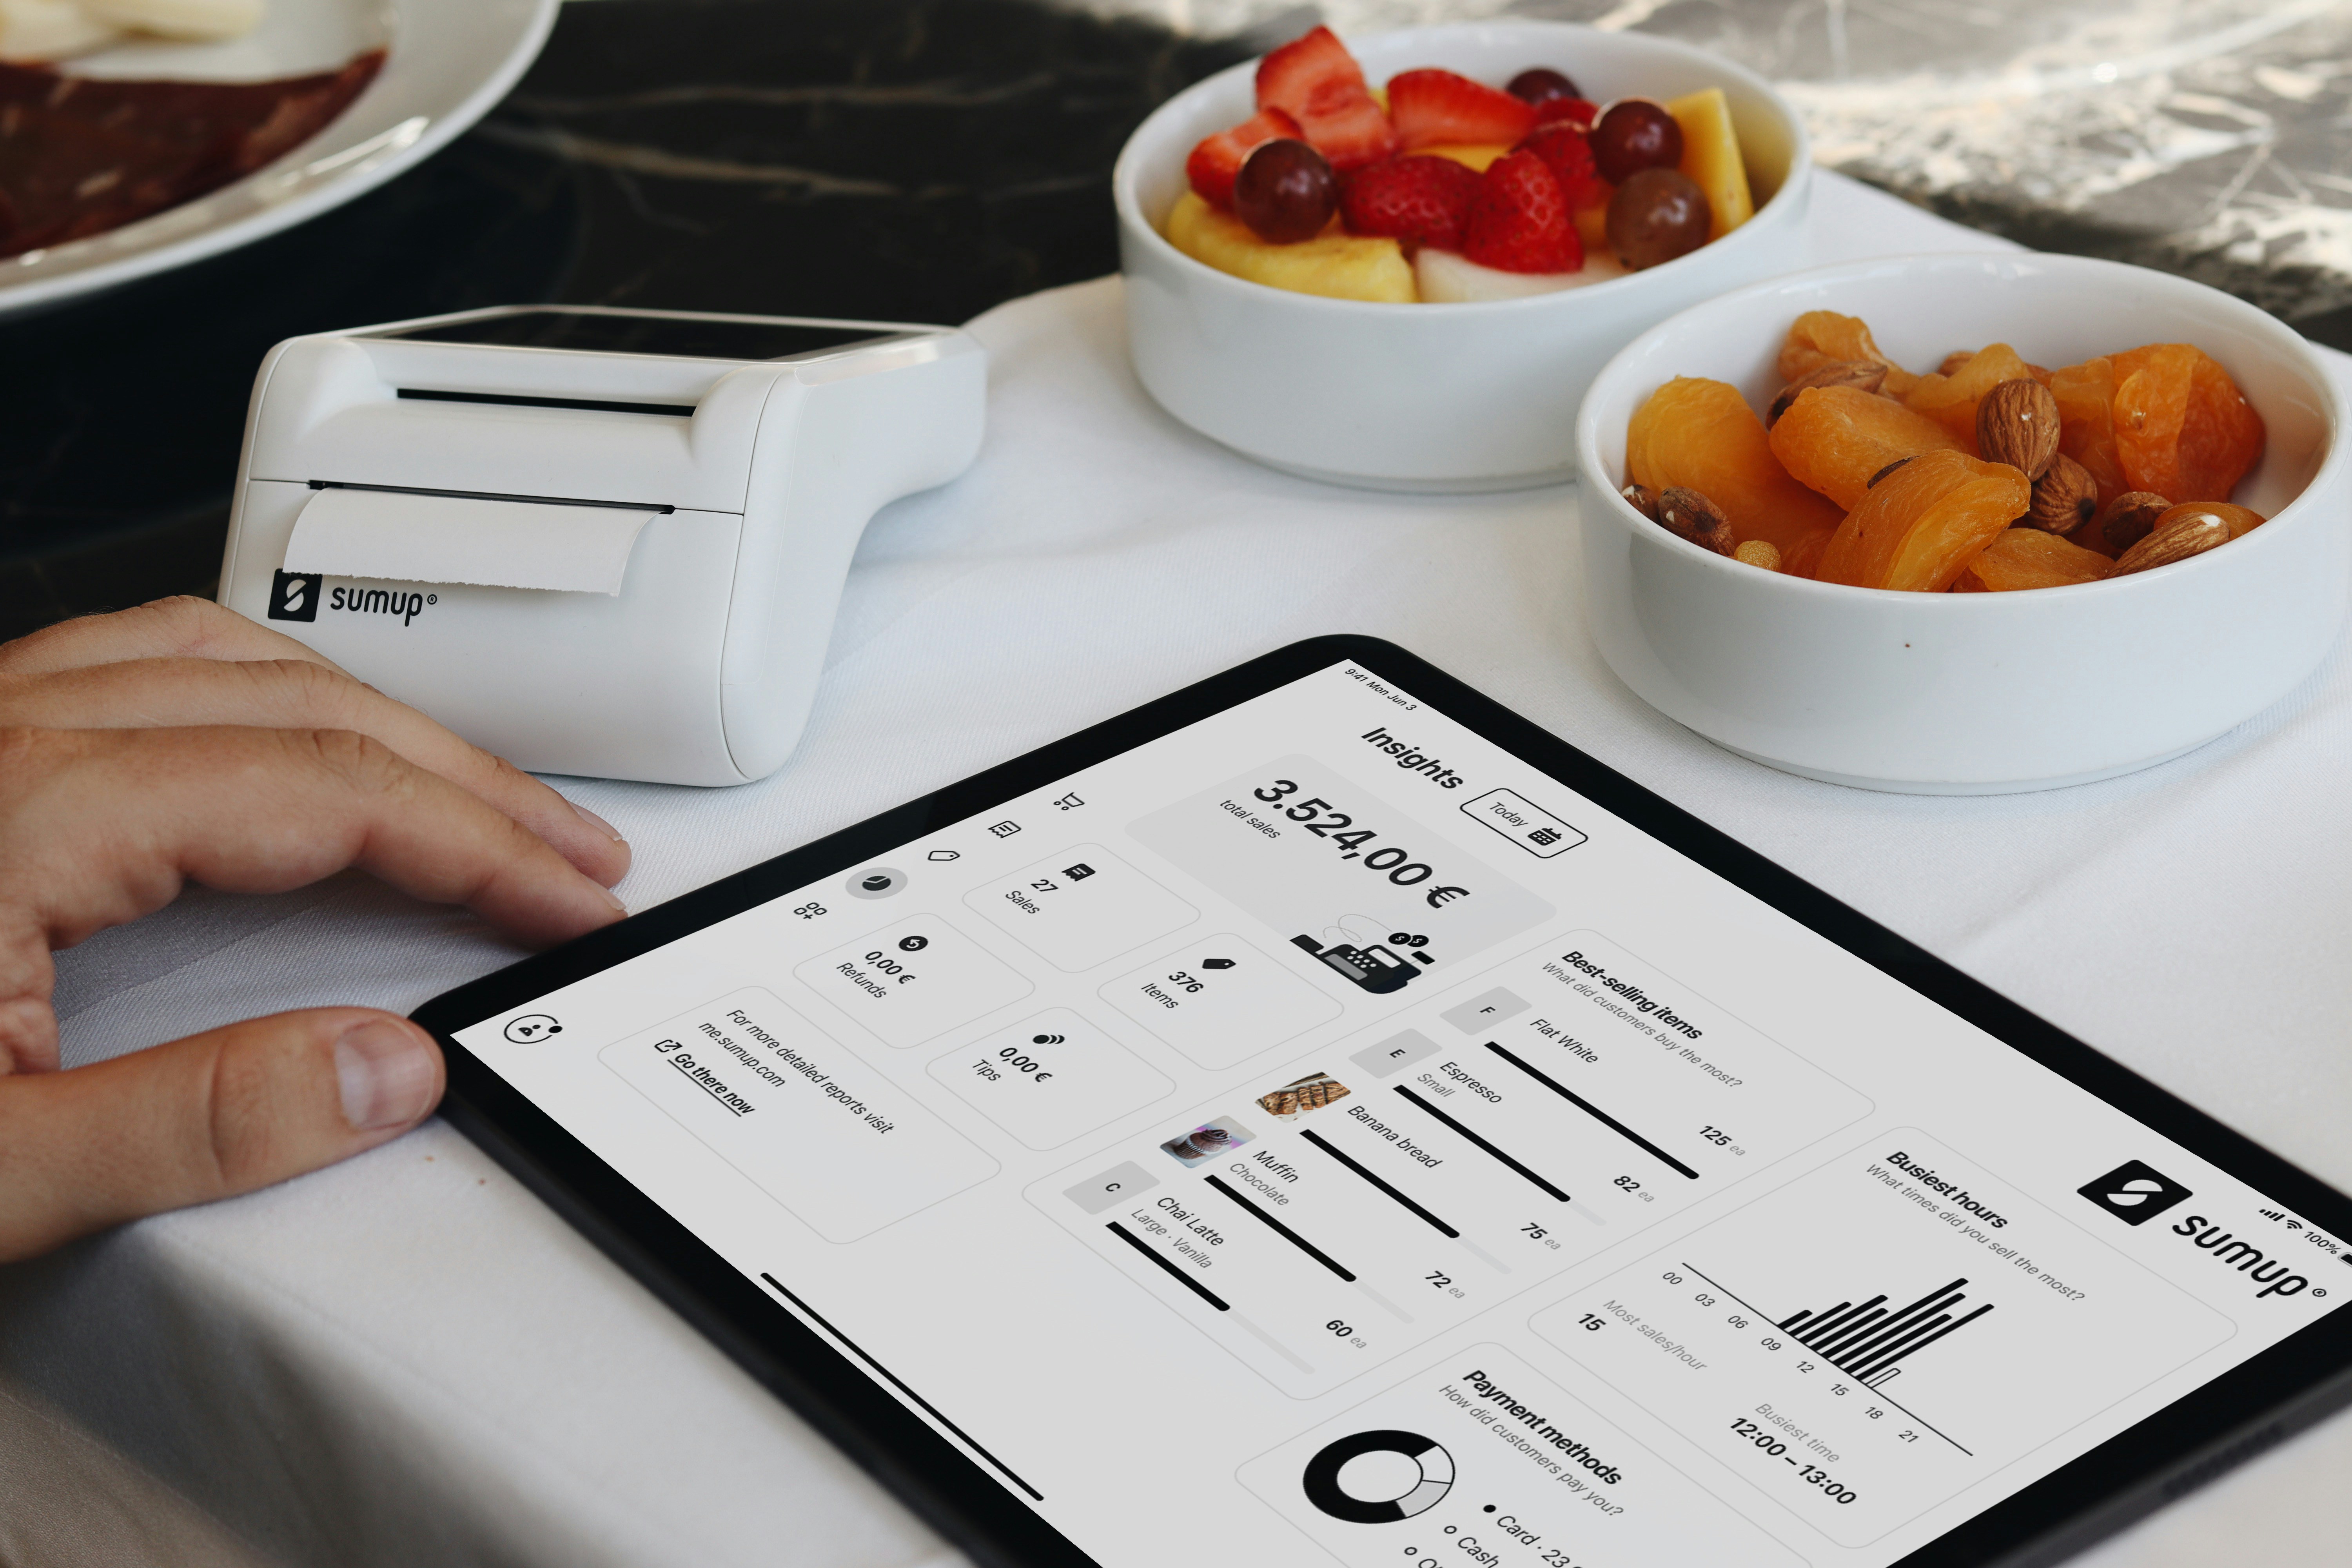 sumup®
9:41 Mon Jun 3
100%
Insights
Today
sumup®
3.524,00 €
total sales
27
Sales
376
Items
0,00 €
Refunds
0,00 €
Tips
For more detailed reports visit
me.sumup.com
Go there now
Best-selling items
What did customers buy the most?
F
Flat White
125 ea
E
Espresso
Small
82 ea
Banana bread
75 ea
Muffin
Chocolate
72 ea
C
Chai Latte
Large · Vanilla
60 ea
Busiest hours
What times did you sell the most?
00 03 06 09 12 15 18 21
Most sales/hour
15
Busiest time
12:00 – 13:00
Payment methods
How did customers pay you?
Card · 23
Cash